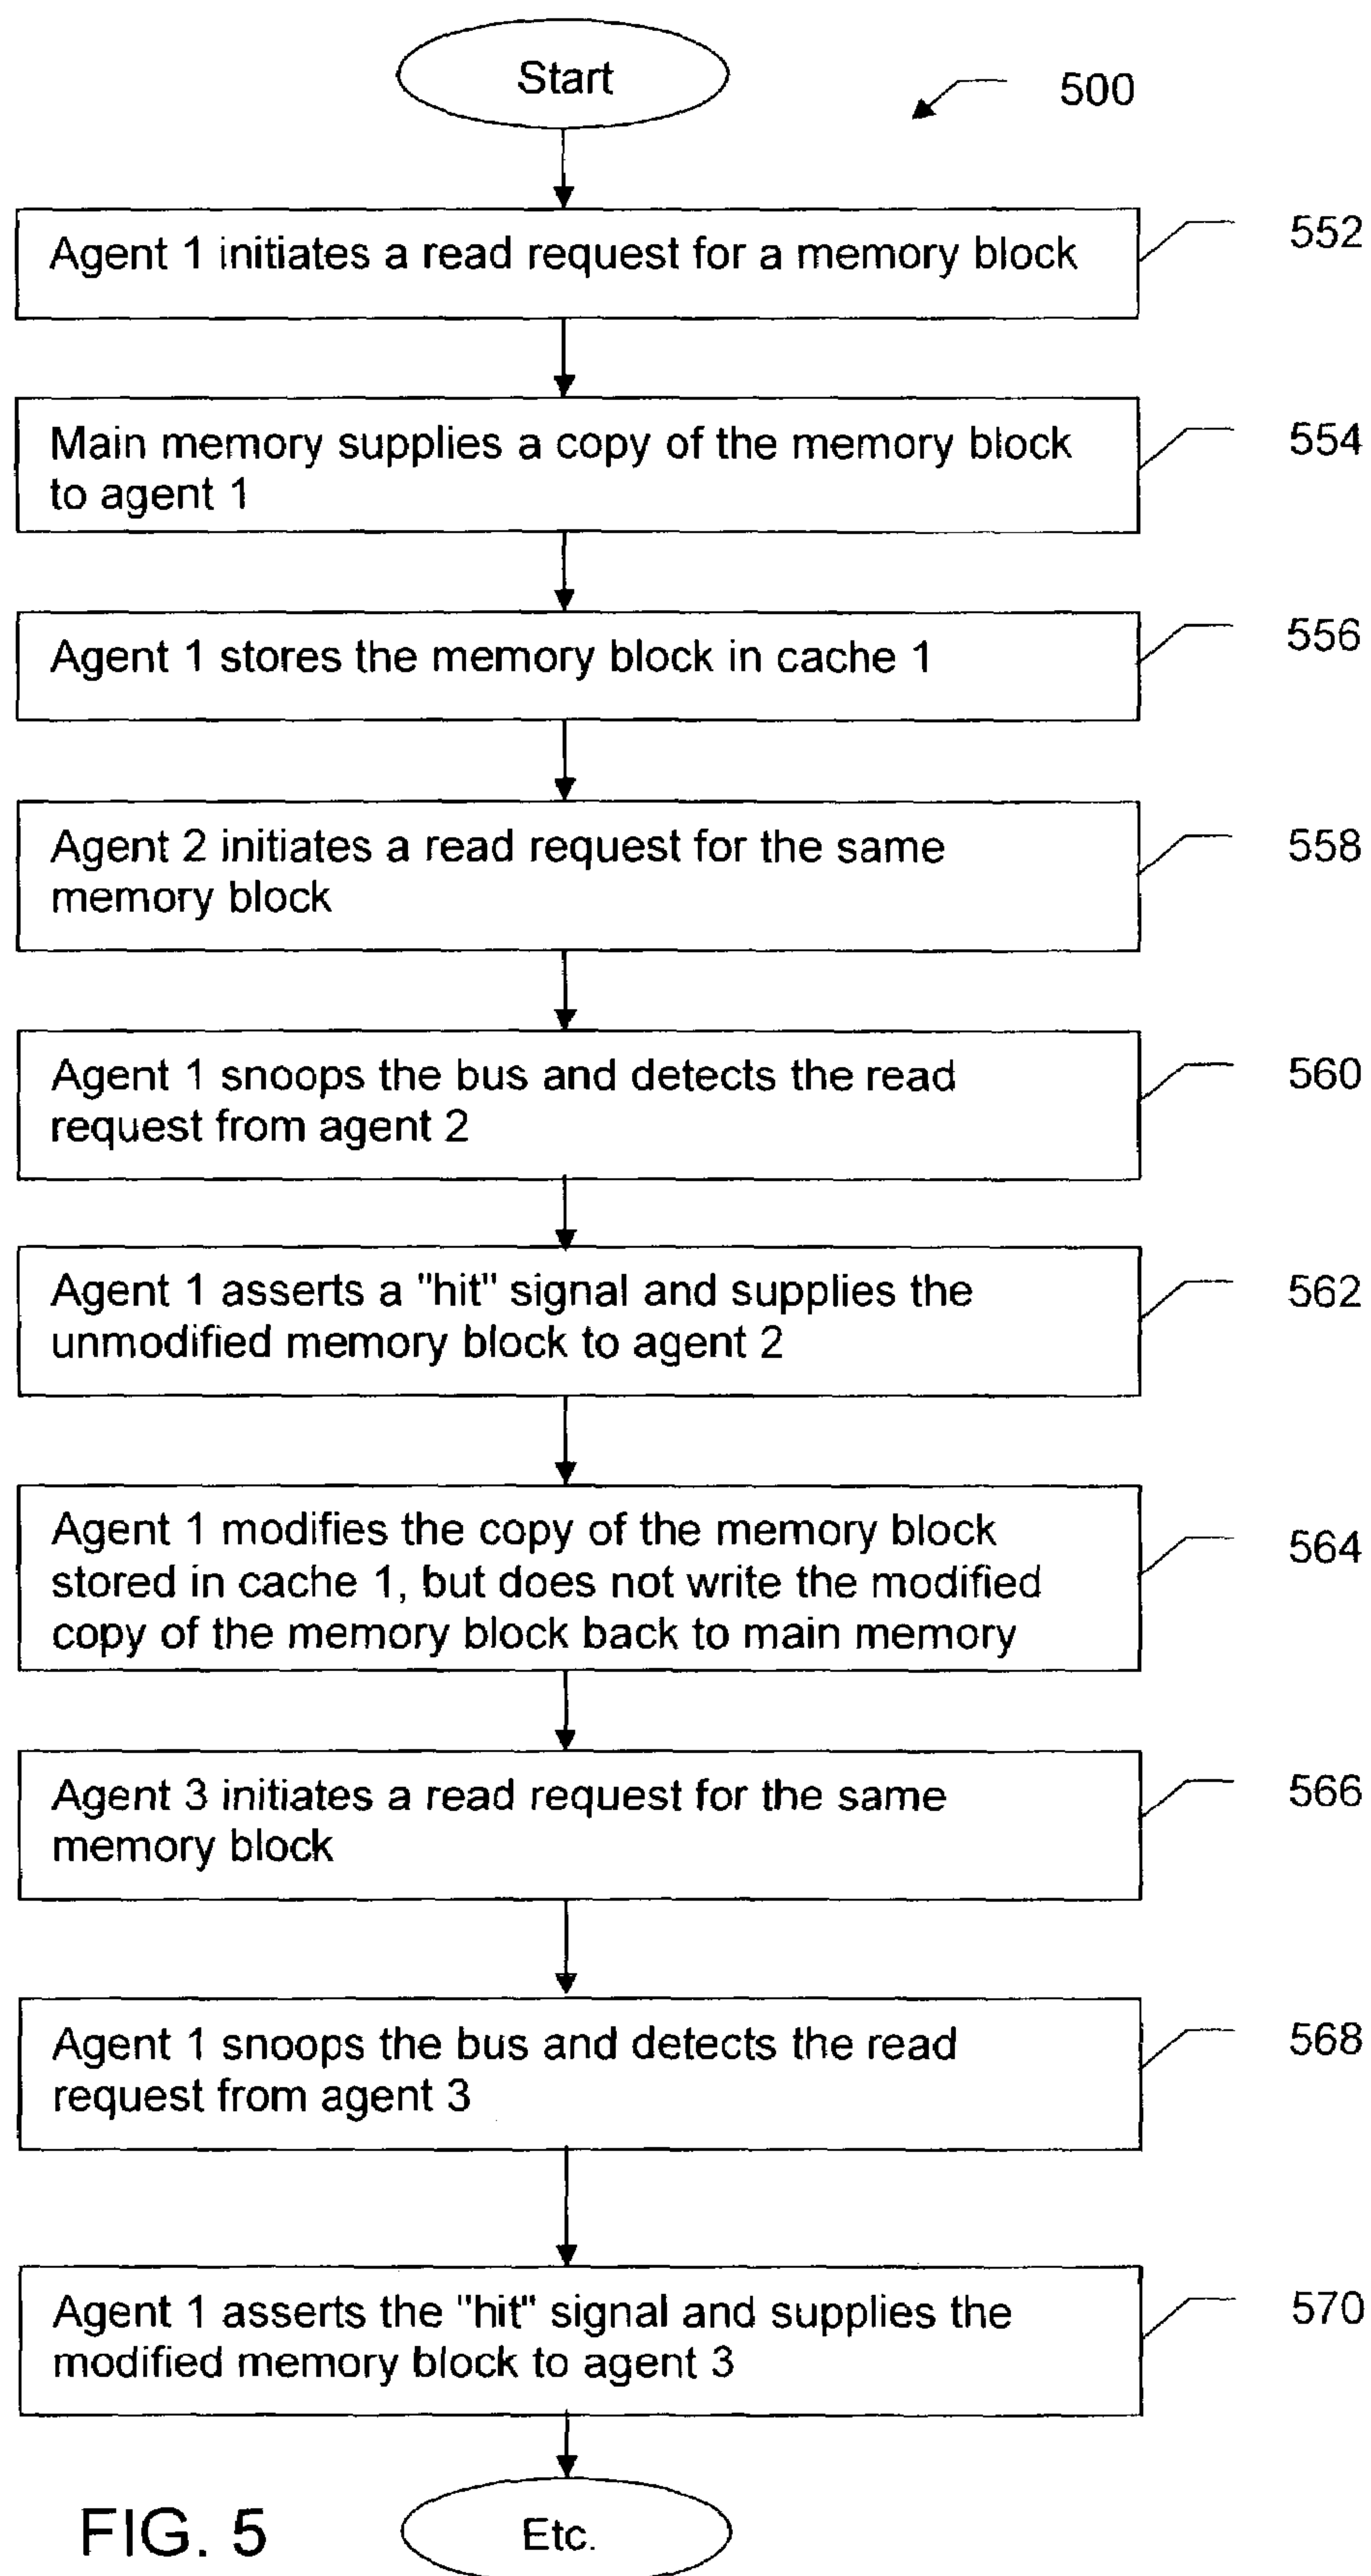 Start
500
Agent 1 initiates a read request for a memory block
552
Main memory supplies a copy of the memory block
to agent 1
554
Agent 1 stores the memory block in cache 1
556
Agent 2 initiates a read request for the same
memory block
558
Agent 1 snoops the bus and detects the read
request from agent 2
560
Agent 1 asserts a "hit" signal and supplies the
unmodified memory block to agent 2
562
Agent 1 modifies the copy of the memory block
stored in cache 1, but does not write the modified
copy of the memory block back to main memory
564
Agent 3 initiates a read request for the same
memory block
566
Agent 1 snoops the bus and detects the read
request from agent 3
568
Agent 1 asserts the "hit" signal and supplies the
modified memory block to agent 3
570
FIG. 5
Etc.